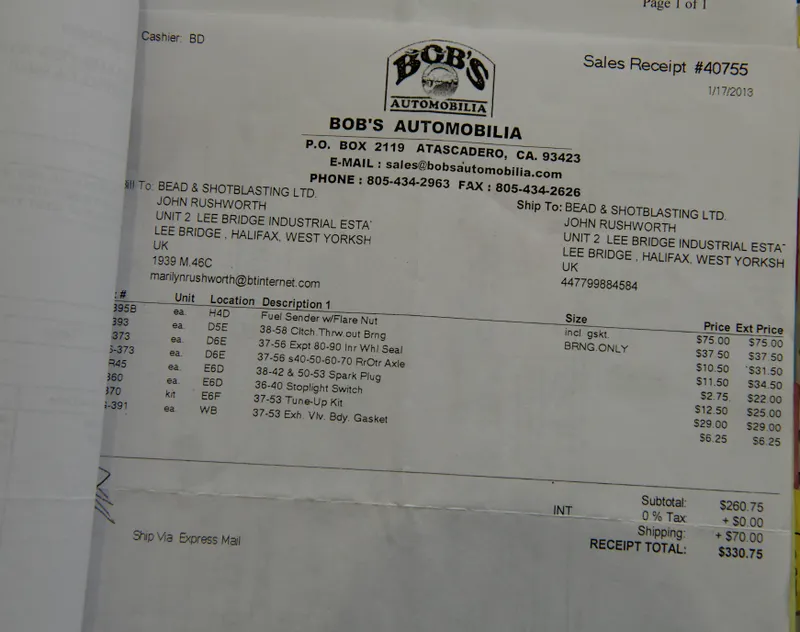 Page 1 of 1
Cashier: BD
BOB'S
AUTOMOBILIA
Sales Receipt #40755
1/17/2013
BOB'S AUTOMOBILIA
P.O. BOX 2119 ATASCADERO, CA. 93423
E-MAIL : sales@bobsautomobilia.com
PHONE : 805-434-2963 FAX : 805-434-2626
ill To: BEAD & SHOTBLASTING LTD.
JOHN RUSHWORTH
UNIT 2 LEE BRIDGE INDUSTRIAL ESTA
LEE BRIDGE , HALIFAX, WEST YORKSH
UK
1939 M.46C
marilynrushworth@btinternet.com
Ship To: BEAD & SHOTBLASTING LTD.
JOHN RUSHWORTH
UNIT 2 LEE BRIDGE INDUSTRIAL ESTA
LEE BRIDGE , HALIFAX, WEST YORKSH
UK
447799884584
# Unit Location Description 1 Size Price Ext Price
395B ea. H4D Fuel Sender w/Flare Nut incl. gskt. $75.00 $75.00
393 ea. D5E 38-58 Cltch.Thrw.out Brng BRNG.ONLY $37.50 $37.50
373 ea. D6E 37-56 Expt 80-90 Inr Whl Seal $10.50 $31.50
-373 ea. D6E 37-56 s40-50-60-70 RrOtr Axle $11.50 $34.50
R45 ea. E6D 38-42 & 50-53 Spark Plug $2.75 $22.00
360 ea. E6D 36-40 Stoplight Switch $12.50 $25.00
370 kit E6F 37-53 Tune-Up Kit $29.00 $29.00
-391 ea. WB 37-53 Exh. Vlv. Bdy. Gasket $6.25 $6.25
Subtotal: $260.75
INT 0 % Tax: + $0.00
Shipping: + $70.00
RECEIPT TOTAL: $330.75
Ship Via Express Mail